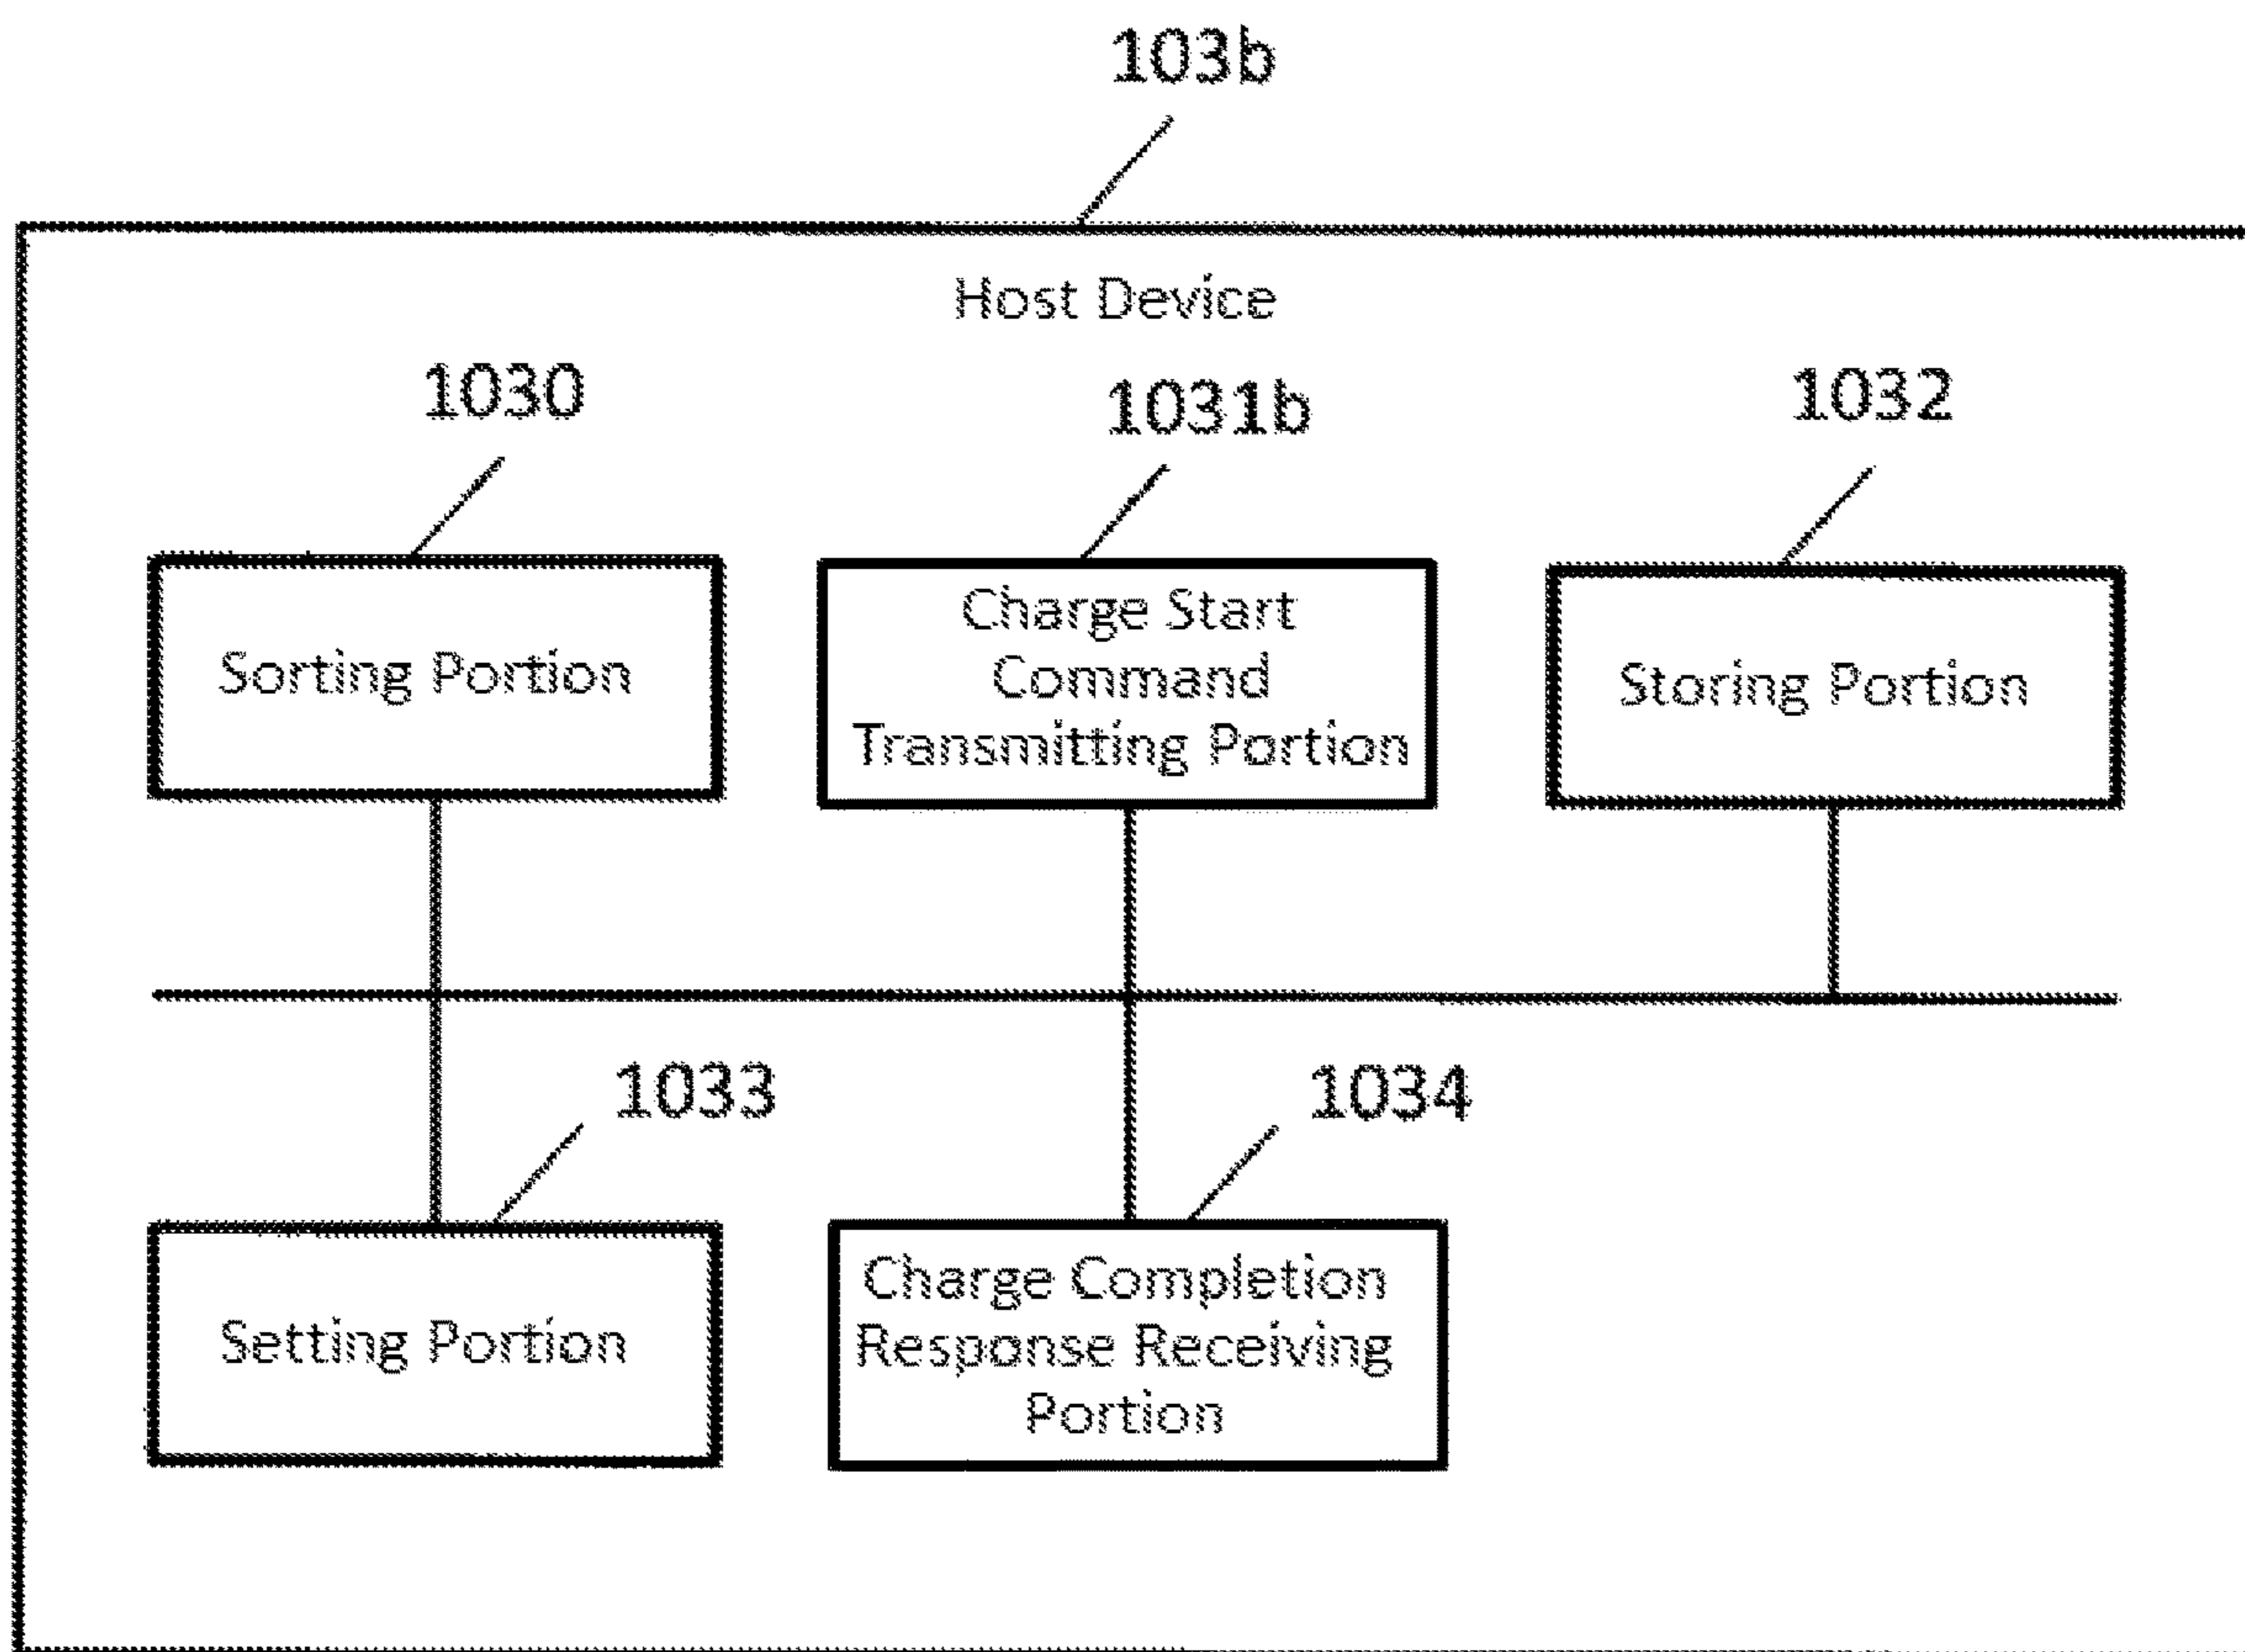 103b
Host Device
1030
1031b
1032
Sorting Portion
Charge Start
Command
Transmitting Portion
Storing Portion
1033
1034
Setting Portion
Charge Completion
Response Receiving
Portion